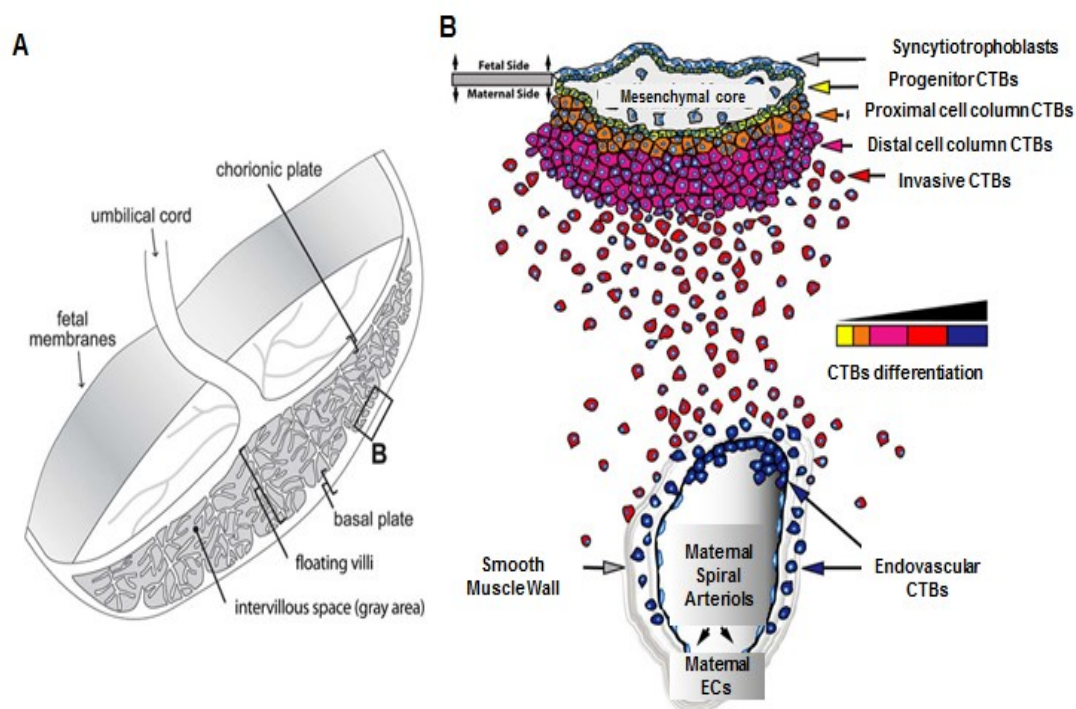 A
chorionic plate
umbilical cord
fetal
membranes
B
basal plate
floating villi
intervillous space (gray area)
B
Fetal Side
Maternal Side
Mesenchymal core
Syncytiotrophoblasts
Progenitor CTBs
Proximal cell column CTBs
Distal cell column CTBs
Invasive CTBs
CTBs differentiation
Smooth
Muscle Wall
Maternal
Spiral
Arteriols
Endovascular
CTBs
Maternal
ECs